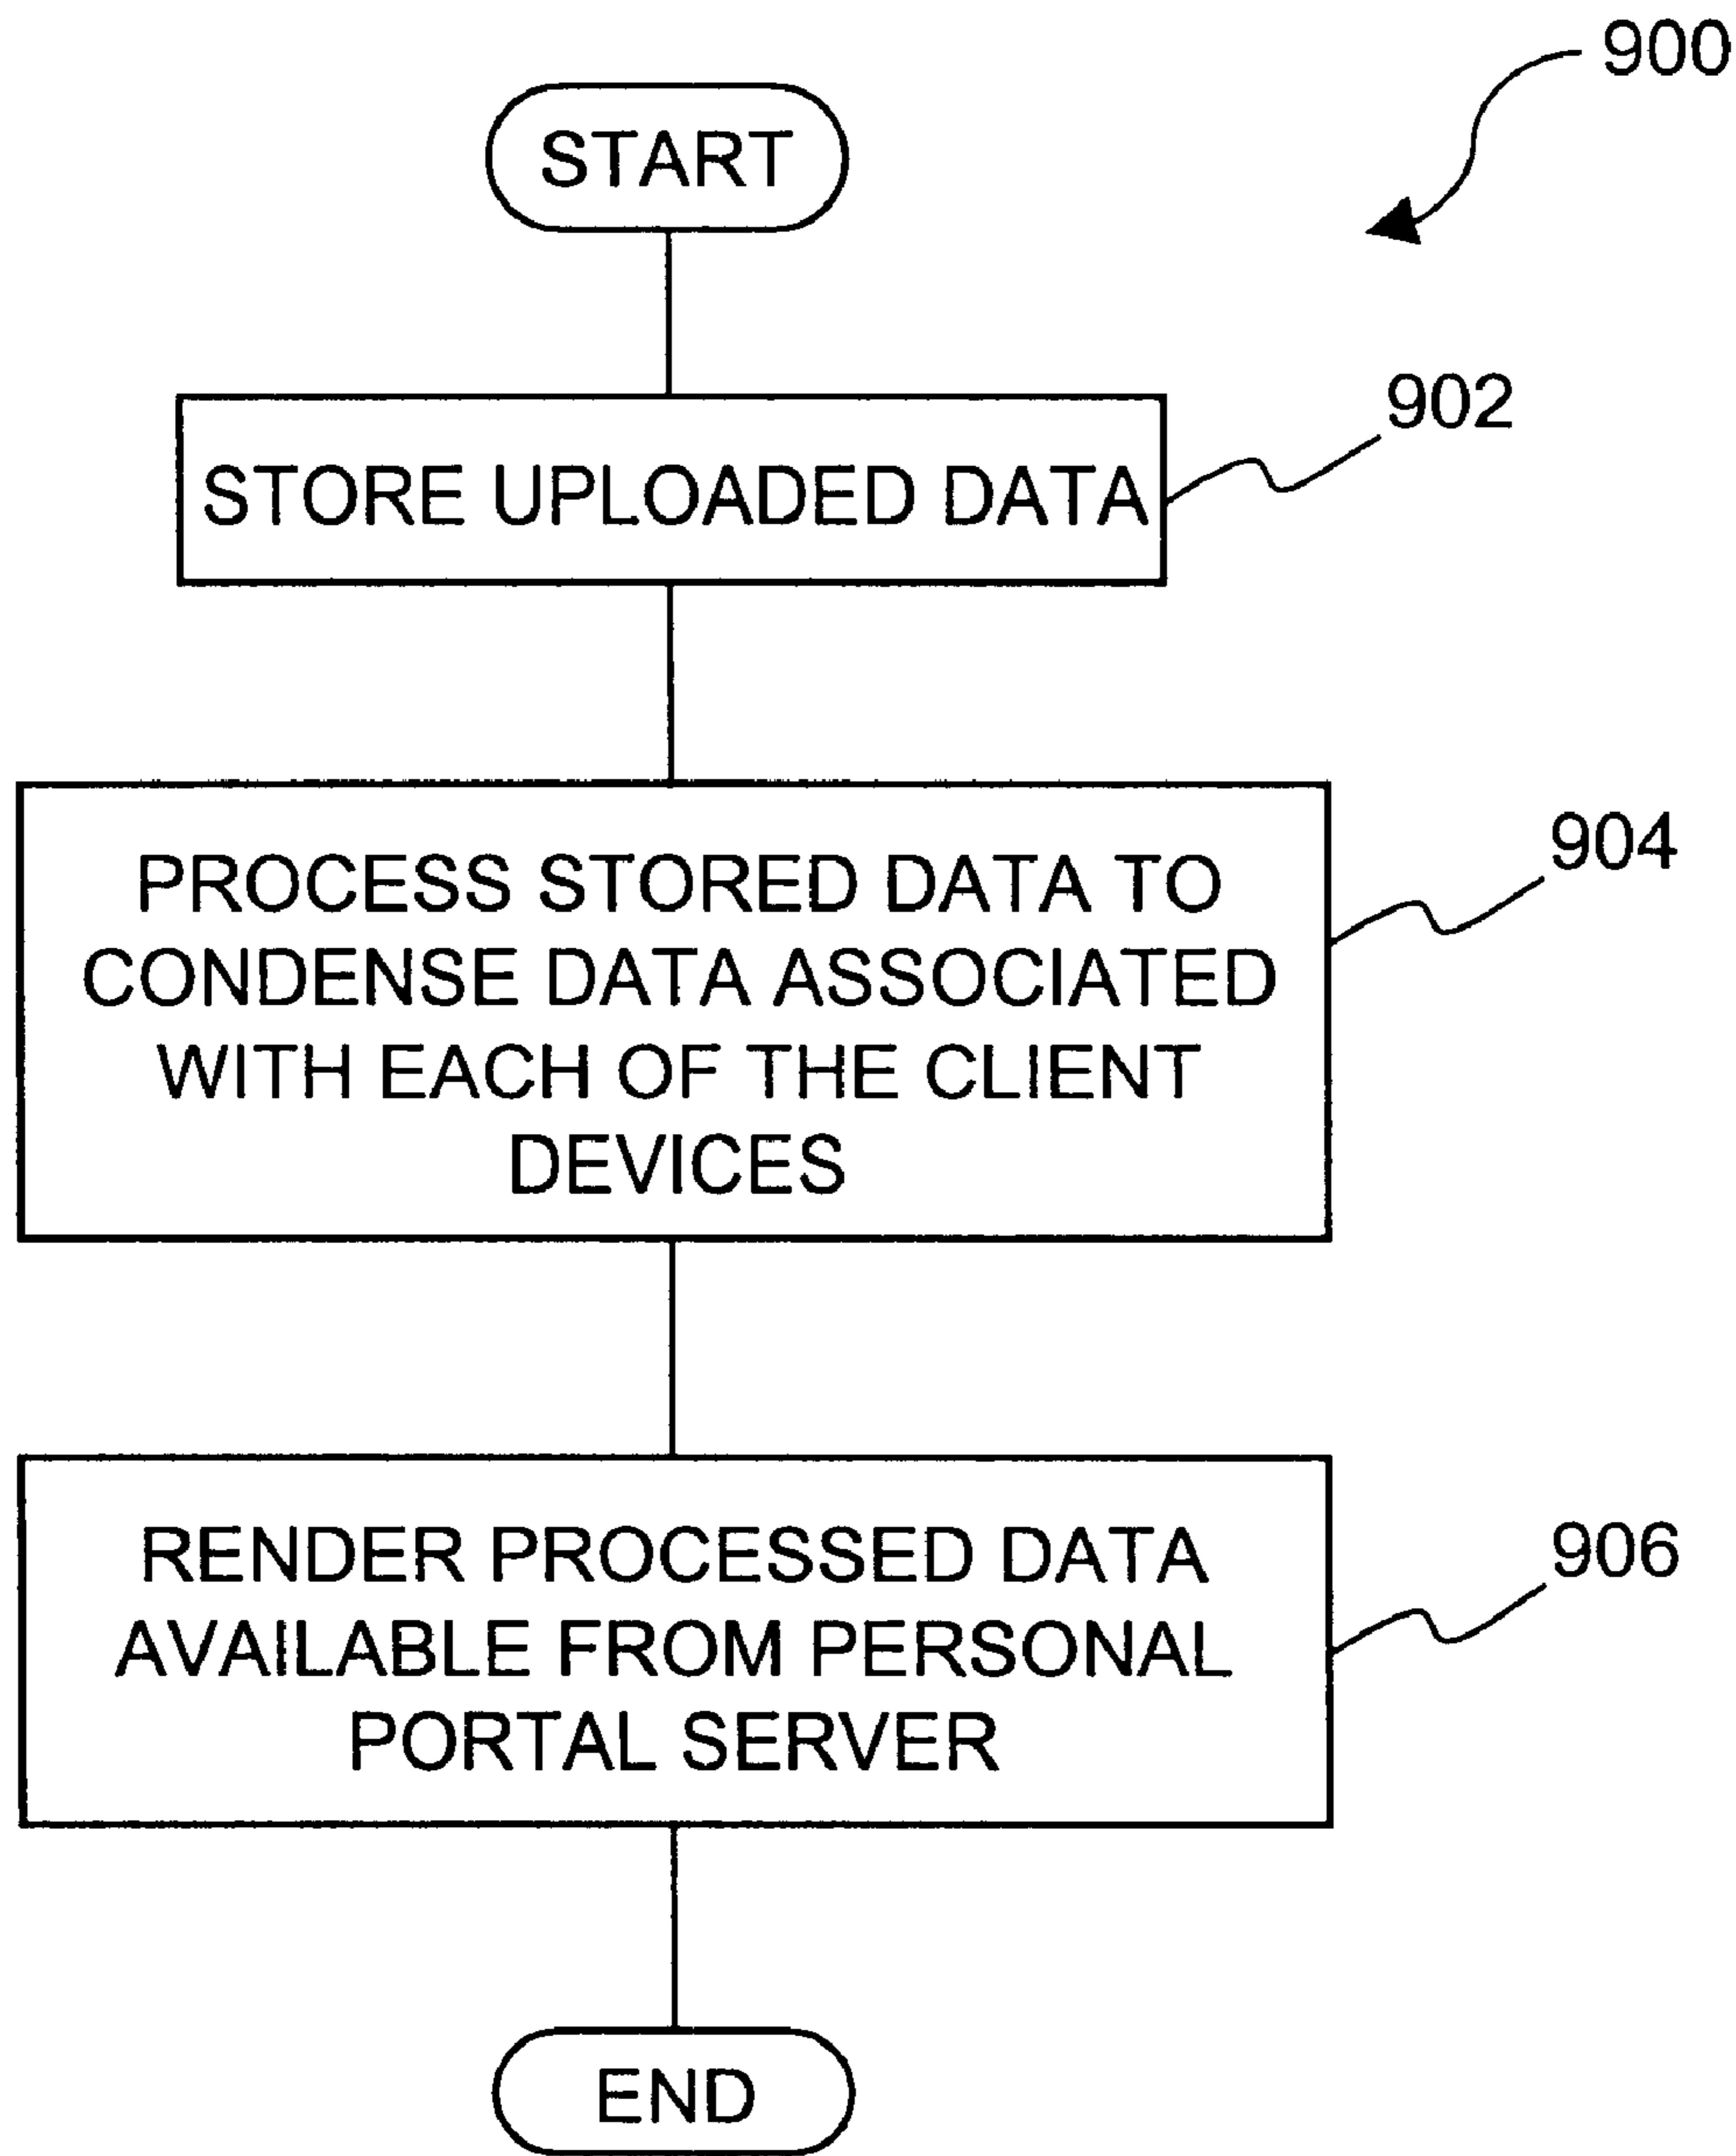 900
START
902
STORE UPLOADED DATA
904
PROCESS STORED DATA TO
CONDENSE DATA ASSOCIATED
WITH EACH OF THE CLIENT
DEVICES
906
RENDER PROCESSED DATA
AVAILABLE FROM PERSONAL
PORTAL SERVER
END